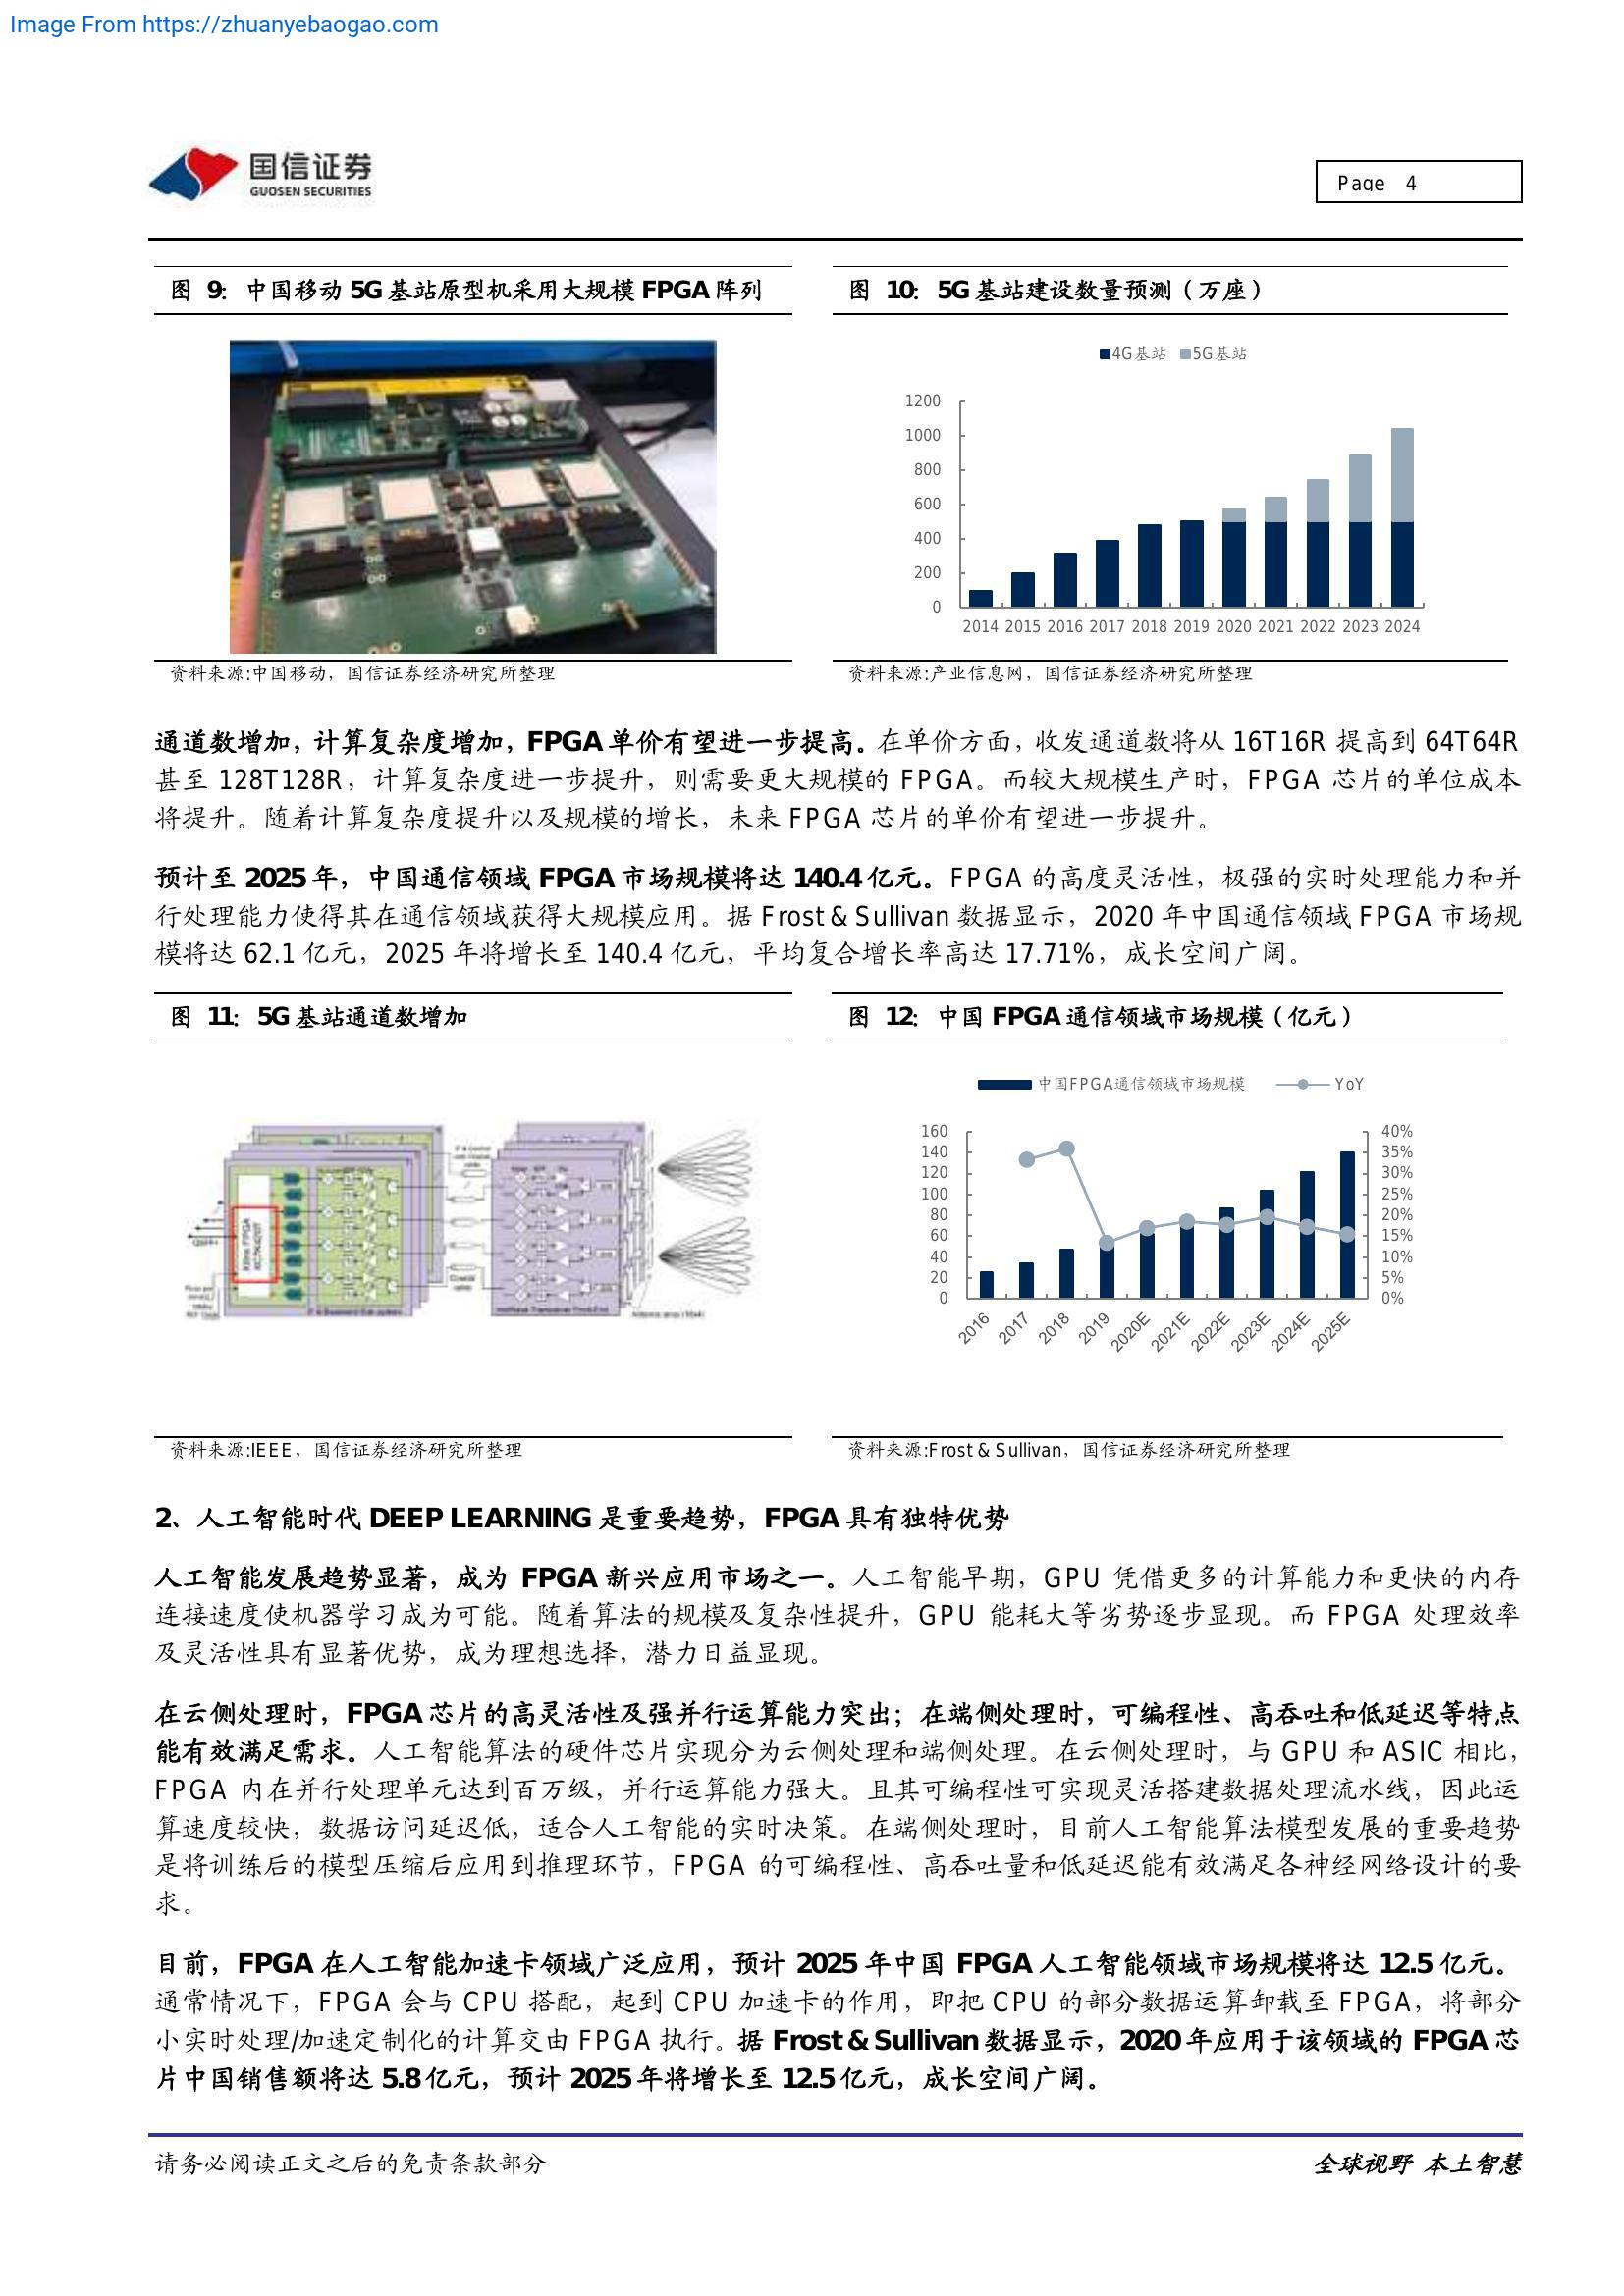 Image From https://zhuanyebaogao.com
国信证券
GUOSEN SECURITIES
Page 4
图 9：中国移动 5G 基站原型机采用大规模 FPGA 阵列
资料来源:中国移动，国信证券经济研究所整理
图 10：5G 基站建设数量预测（万座）
4G基站 5G基站
1200
1000
800
600
400
200
0
2014 2015 2016 2017 2018 2019 2020 2021 2022 2023 2024
资料来源:产业信息网，国信证券经济研究所整理
通道数增加，计算复杂度增加，FPGA 单价有望进一步提高。在单价方面，收发通道数将从 16T16R 提高到 64T64R
甚至 128T128R，计算复杂度进一步提升，则需要更大规模的 FPGA。而较大规模生产时，FPGA 芯片的单位成本
将提升。随着计算复杂度提升以及规模的增长，未来 FPGA 芯片的单价有望进一步提升。
预计至 2025 年，中国通信领域 FPGA 市场规模将达 140.4 亿元。FPGA 的高度灵活性，极强的实时处理能力和并
行处理能力使得其在通信领域获得大规模应用。据 Frost & Sullivan 数据显示，2020 年中国通信领域 FPGA 市场规
模将达 62.1 亿元，2025 年将增长至 140.4 亿元，平均复合增长率高达 17.71%，成长空间广阔。
图 11：5G 基站通道数增加
QSFP+
Xilinx FPGA
Coaxial
资料来源:IEEE，国信证券经济研究所整理
图 12：中国 FPGA 通信领域市场规模（亿元）
中国FPGA通信领域市场规模 YoY
160
140
120
100
80
60
40
20
0
40%
35%
30%
25%
20%
15%
10%
5%
0%
2016 2017 2018 2019 2020E 2021E 2022E 2023E 2024E 2025E
资料来源:Frost & Sullivan，国信证券经济研究所整理
2、人工智能时代 DEEP LEARNING 是重要趋势，FPGA 具有独特优势
人工智能发展趋势显著，成为 FPGA 新兴应用市场之一。人工智能早期，GPU 凭借更多的计算能力和更快的内存
连接速度使机器学习成为可能。随着算法的规模及复杂性提升，GPU 能耗大等劣势逐步显现。而 FPGA 处理效率
及灵活性具有显著优势，成为理想选择，潜力日益显现。
在云侧处理时，FPGA 芯片的高灵活性及强并行运算能力突出；在端侧处理时，可编程性、高吞吐和低延迟等特点
能有效满足需求。人工智能算法的硬件芯片实现分为云侧处理和端侧处理。在云侧处理时，与 GPU 和 ASIC 相比，
FPGA 内在并行处理单元达到百万级，并行运算能力强大。且其可编程性可实现灵活搭建数据处理流水线，因此运
算速度较快，数据访问延迟低，适合人工智能的实时决策。在端侧处理时，目前人工智能算法模型发展的重要趋势
是将训练后的模型压缩后应用到推理环节，FPGA 的可编程性、高吞吐量和低延迟能有效满足各神经网络设计的要
求。
目前，FPGA 在人工智能加速卡领域广泛应用，预计 2025 年中国 FPGA 人工智能领域市场规模将达 12.5 亿元。
通常情况下，FPGA 会与 CPU 搭配，起到 CPU 加速卡的作用，即把 CPU 的部分数据运算卸载至 FPGA，将部分
小实时处理/加速定制化的计算交由 FPGA 执行。据 Frost & Sullivan 数据显示，2020 年应用于该领域的 FPGA 芯
片中国销售额将达 5.8 亿元，预计 2025 年将增长至 12.5 亿元，成长空间广阔。
请务必阅读正文之后的免责条款部分
全球视野 本土智慧